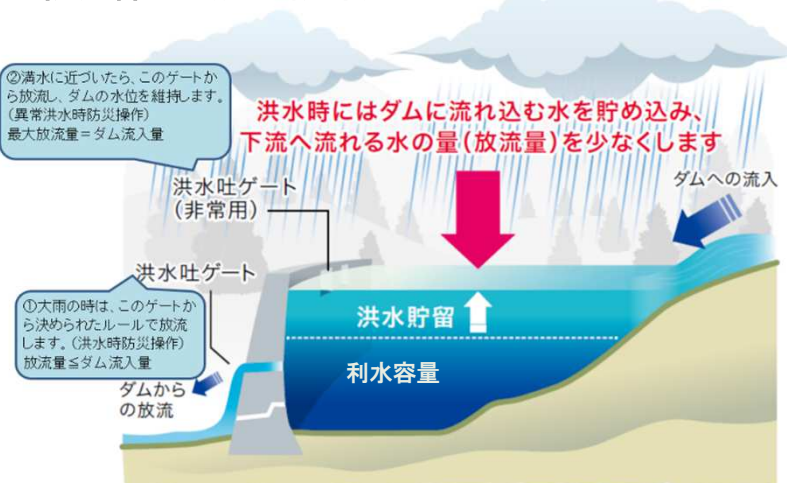 洪水時にはダムに流れ込む水を貯め込み、
下流へ流れる水の量(放流量)を少なくします
②満水に近づいたら、このゲートか
ら放流し、ダムの水位を維持します。
(異常洪水時防災操作)
最大放流量=ダム流入量
洪水吐ゲート
(非常用)
ダムへの流入
洪水吐ゲート
①大雨の時は、このゲートか
ら決められたルールで放流
します。(洪水時防災操作)
放流量≦ダム流入量
洪水貯留
利水容量
ダムから
の放流